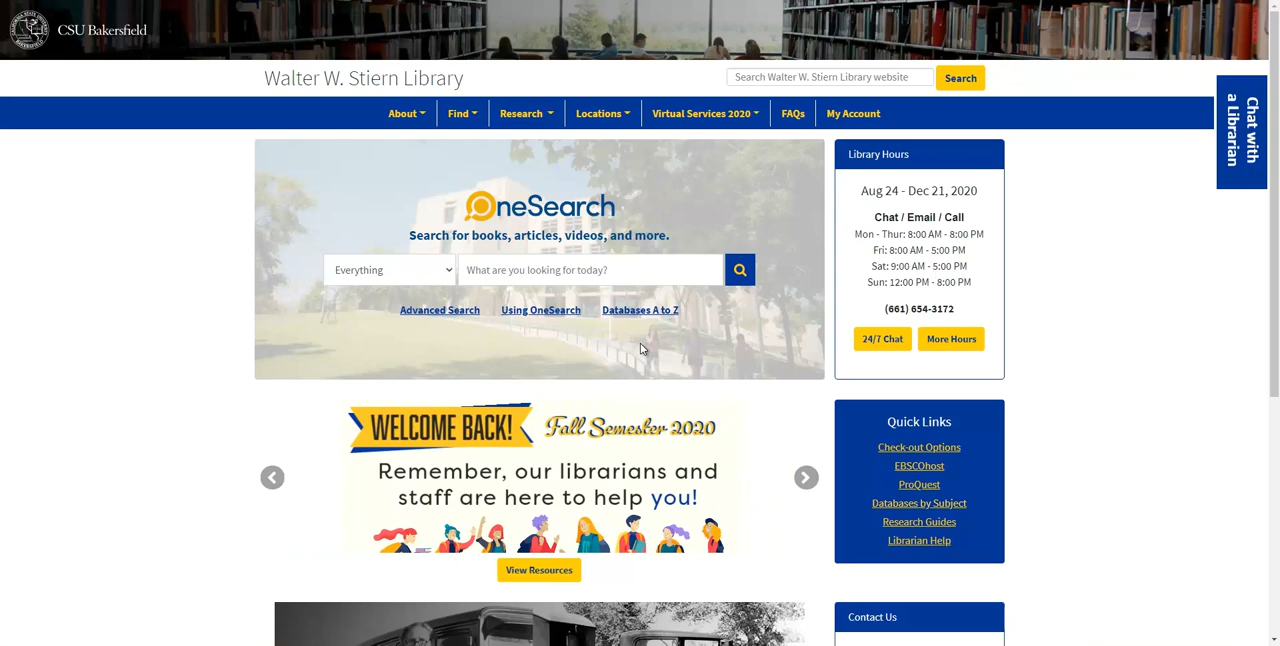 CSU Bakersfield
Walter W. Stiern Library
Search Walter W. Stiern Library website
Search
About
Find
Research
Locations
Virtual Services 2020
FAQs
My Account
Chat with
a Librarian
OneSearch
Search for books, articles, videos, and more.
Everything
What are you looking for today?
Advanced Search
Using OneSearch
Databases A to Z
Library Hours
Aug 24 - Dec 21, 2020
Chat / Email / Call
Mon - Thur: 8:00 AM - 8:00 PM
Fri: 8:00 AM - 5:00 PM
Sat: 9:00 AM - 5:00 PM
Sun: 12:00 PM - 8:00 PM
(661) 654-3172
24/7 Chat
More Hours
WELCOME BACK! Fall Semester 2020
Remember, our librarians and
staff are here to help you!
View Resources
Quick Links
Check-out Options
EBSCOhost
ProQuest
Databases by Subject
Research Guides
Librarian Help
Contact Us